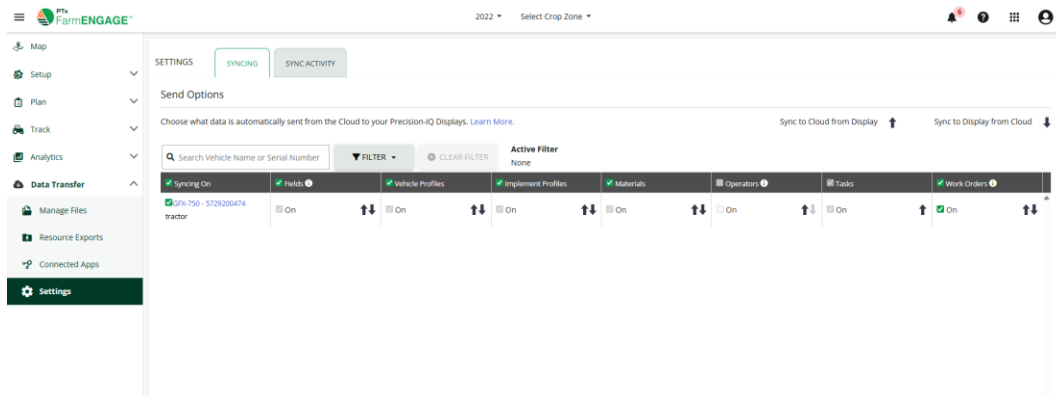 PTx
FarmENGAGE™
2022
Select Crop Zone
6
Map
Setup
Plan
Track
Analytics
Data Transfer
Manage Files
Resource Exports
Connected Apps
Settings
SETTINGS
SYNCING
SYNC ACTIVITY
Send Options
Choose what data is automatically sent from the Cloud to your Precision-IQ Displays. Learn More.
Sync to Cloud from Display
Sync to Display from Cloud
Search Vehicle Name or Serial Number
FILTER
CLEAR FILTER
Active Filter
None
Syncing On Fields Vehicle Profiles Implement Profiles Materials Operators Tasks Work Orders
GFX-750 - 5729200474
tractor
On On On On On On On